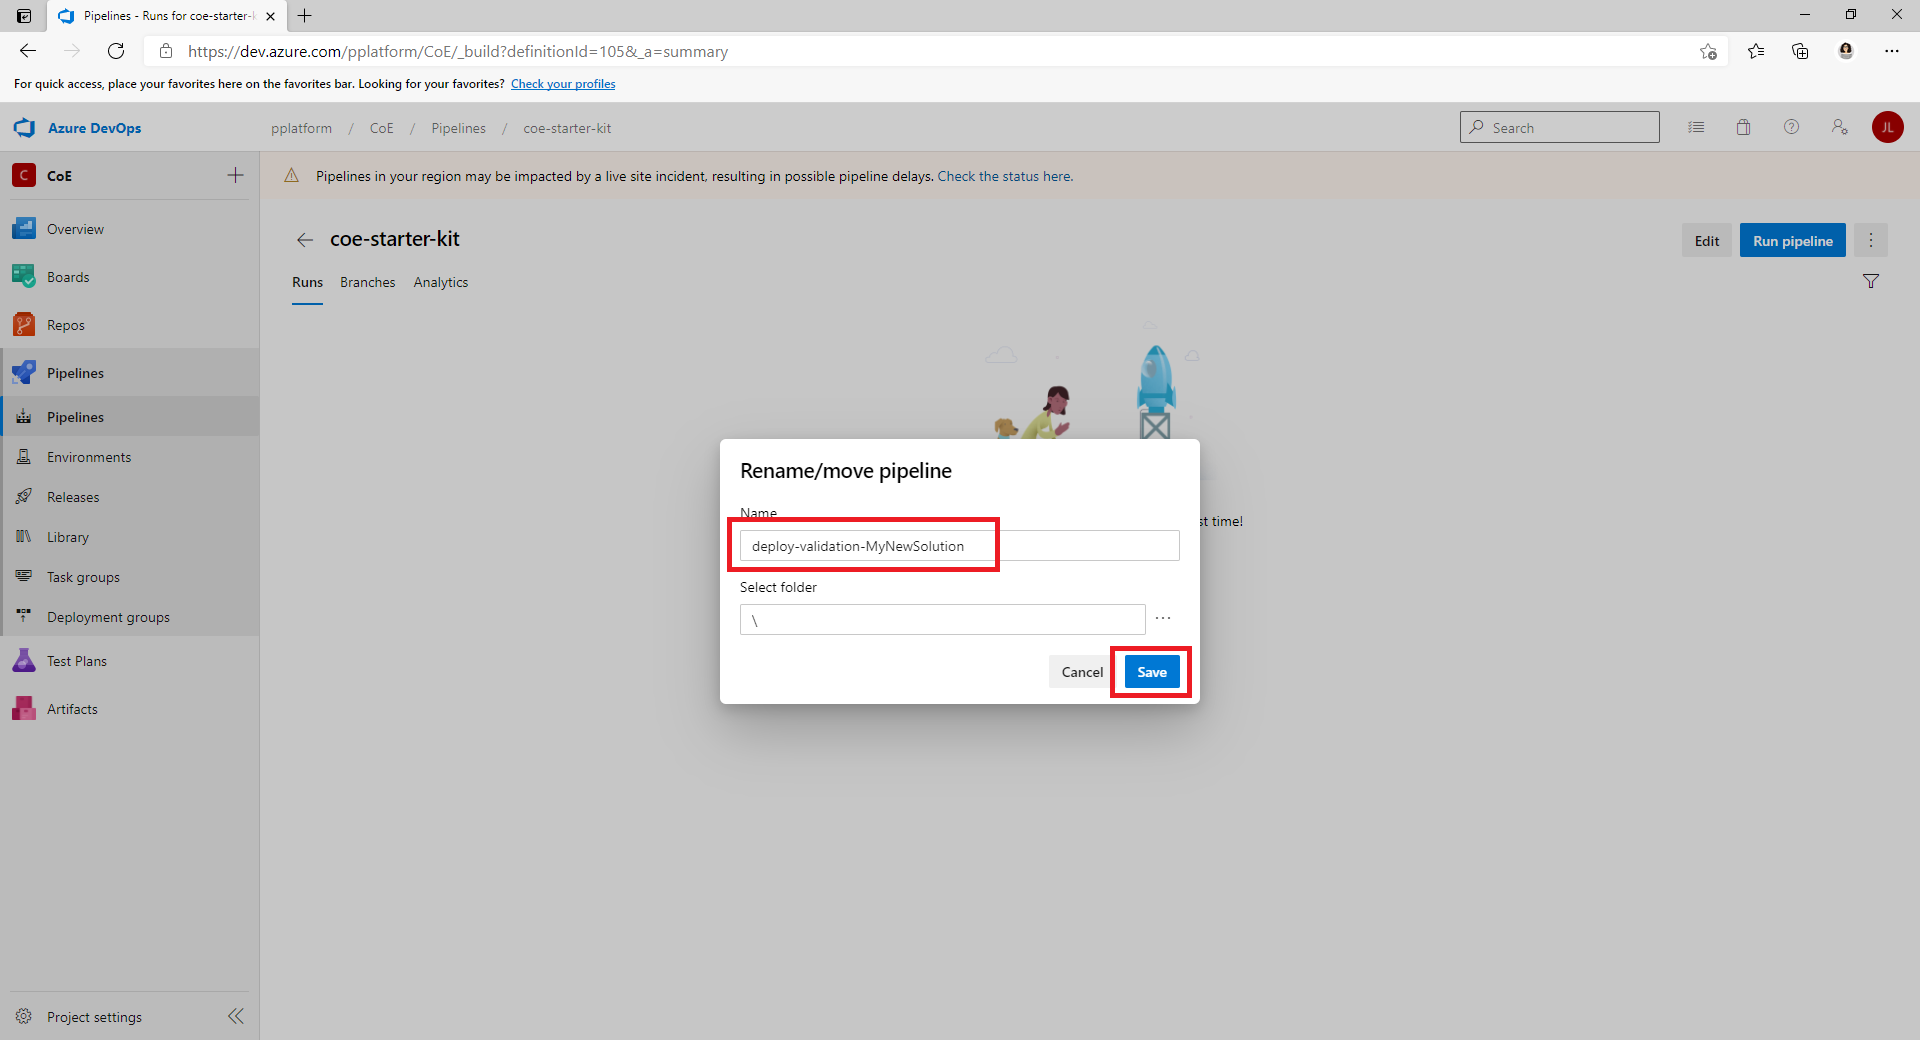 Pipelines - Runs for coe-starter-k
https://dev.azure.com/pplatform/CoE/_build?definitionId=105&_a=summary
For quick access, place your favorites here on the favorites bar. Looking for your favorites? Check your profiles
Azure DevOps
pplatform / CoE / Pipelines / coe-starter-kit
Search
JL
C CoE
Pipelines in your region may be impacted by a live site incident, resulting in possible pipeline delays. Check the status here.
Overview
Boards
Repos
Pipelines
Pipelines
Environments
Releases
Library
Task groups
Deployment groups
Test Plans
Artifacts
Project settings
coe-starter-kit
Edit
Run pipeline
Runs Branches Analytics
st time!
Rename/move pipeline
Name
deploy-validation-MyNewSolution
Select folder
\
Cancel
Save